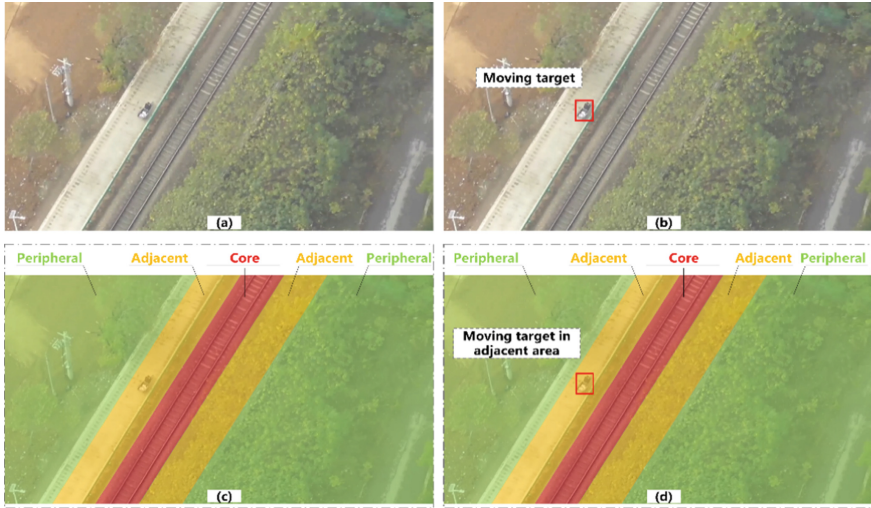 Moving target
(a)
(b)
Peripheral
Adjacent
Core
Adjacent
Peripheral
Peripheral
Adjacent
Core
Adjacent
Peripheral
Moving target in
adjacent area
(c)
(d)